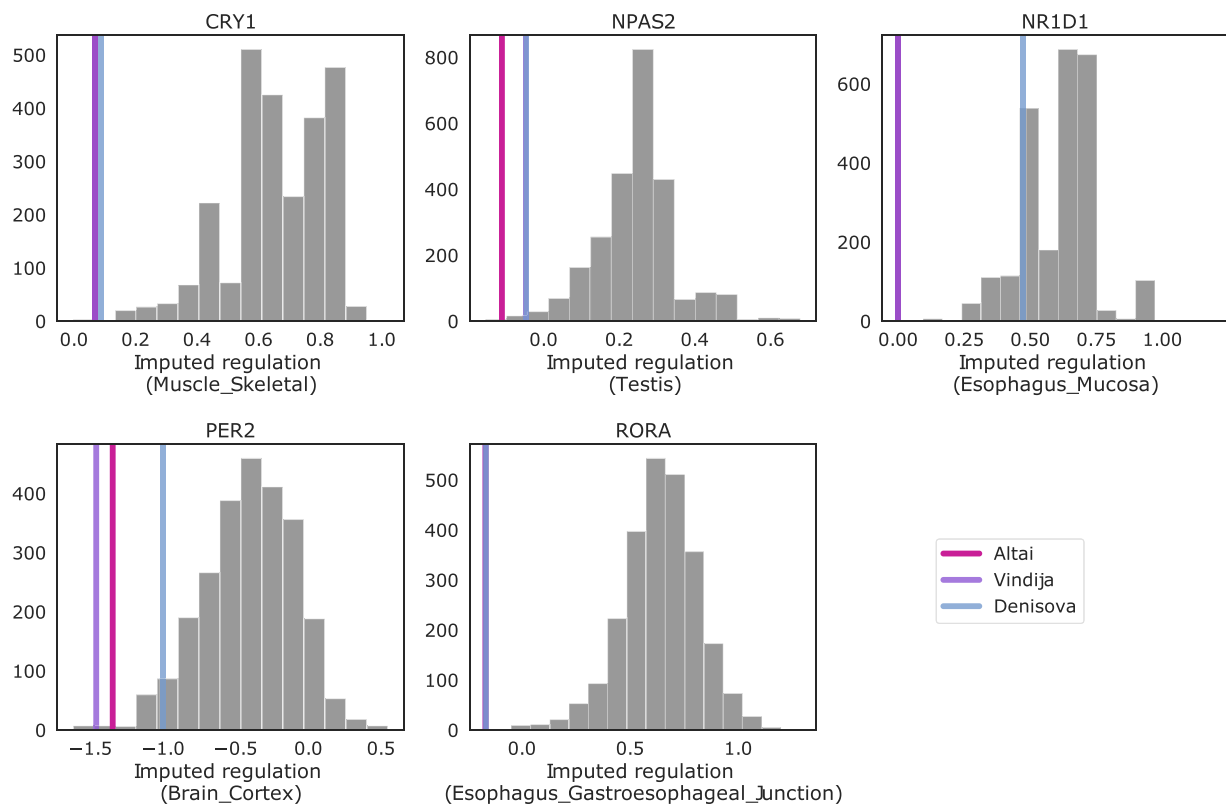 CRY1
500
400
300
200
100
0
0.0 0.2 0.4 0.6 0.8 1.0
Imputed regulation
(Muscle_Skeletal)
NPAS2
800
600
400
200
0
0.0 0.2 0.4 0.6
Imputed regulation
(Testis)
NR1D1
600
400
200
0
0.00 0.25 0.50 0.75 1.00
Imputed regulation
(Esophagus_Mucosa)
PER2
400
300
200
100
0
−1.5 −1.0 −0.5 0.0 0.5
Imputed regulation
(Brain_Cortex)
RORA
500
400
300
200
100
0
0.0 0.5 1.0
Imputed regulation
(Esophagus_Gastroesophageal_Junction)
Altai
Vindija
Denisova